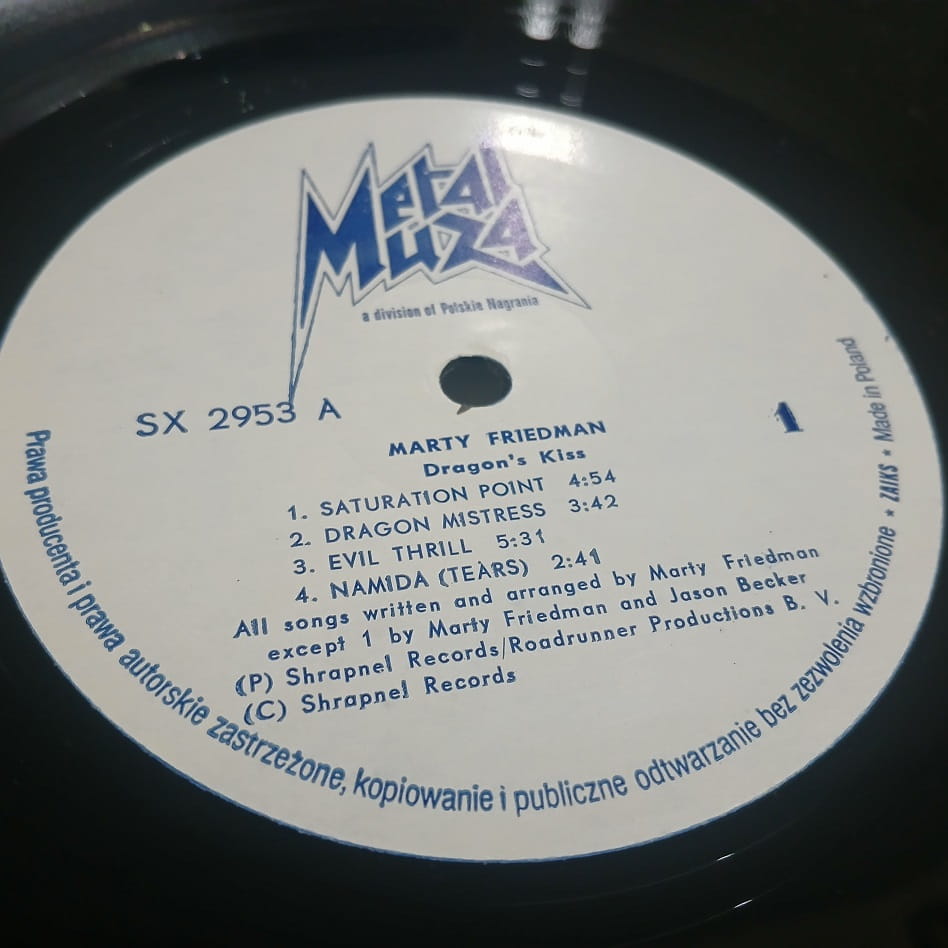 Metal
Muza
a division of Polskie Nagrania
SX 2953 A
1
MARTY FRIEDMAN
Dragon's Kiss
1. SATURATION POINT 4:54
2. DRAGON MISTRESS 3:42
3. EVIL THRILL 5:31
4. NAMIDA (TEARS) 2:41
All songs written and arranged by Marty Friedman
except 1 by Marty Friedman and Jason Becker
(P) Shrapnel Records/Roadrunner Productions B. V.
(C) Shrapnel Records
Prawa producenta i prawa autorskie zastrzeżone, kopiowanie i publiczne odtwarzanie bez zezwolenia wzbronione * ZAIKS * Made in Poland